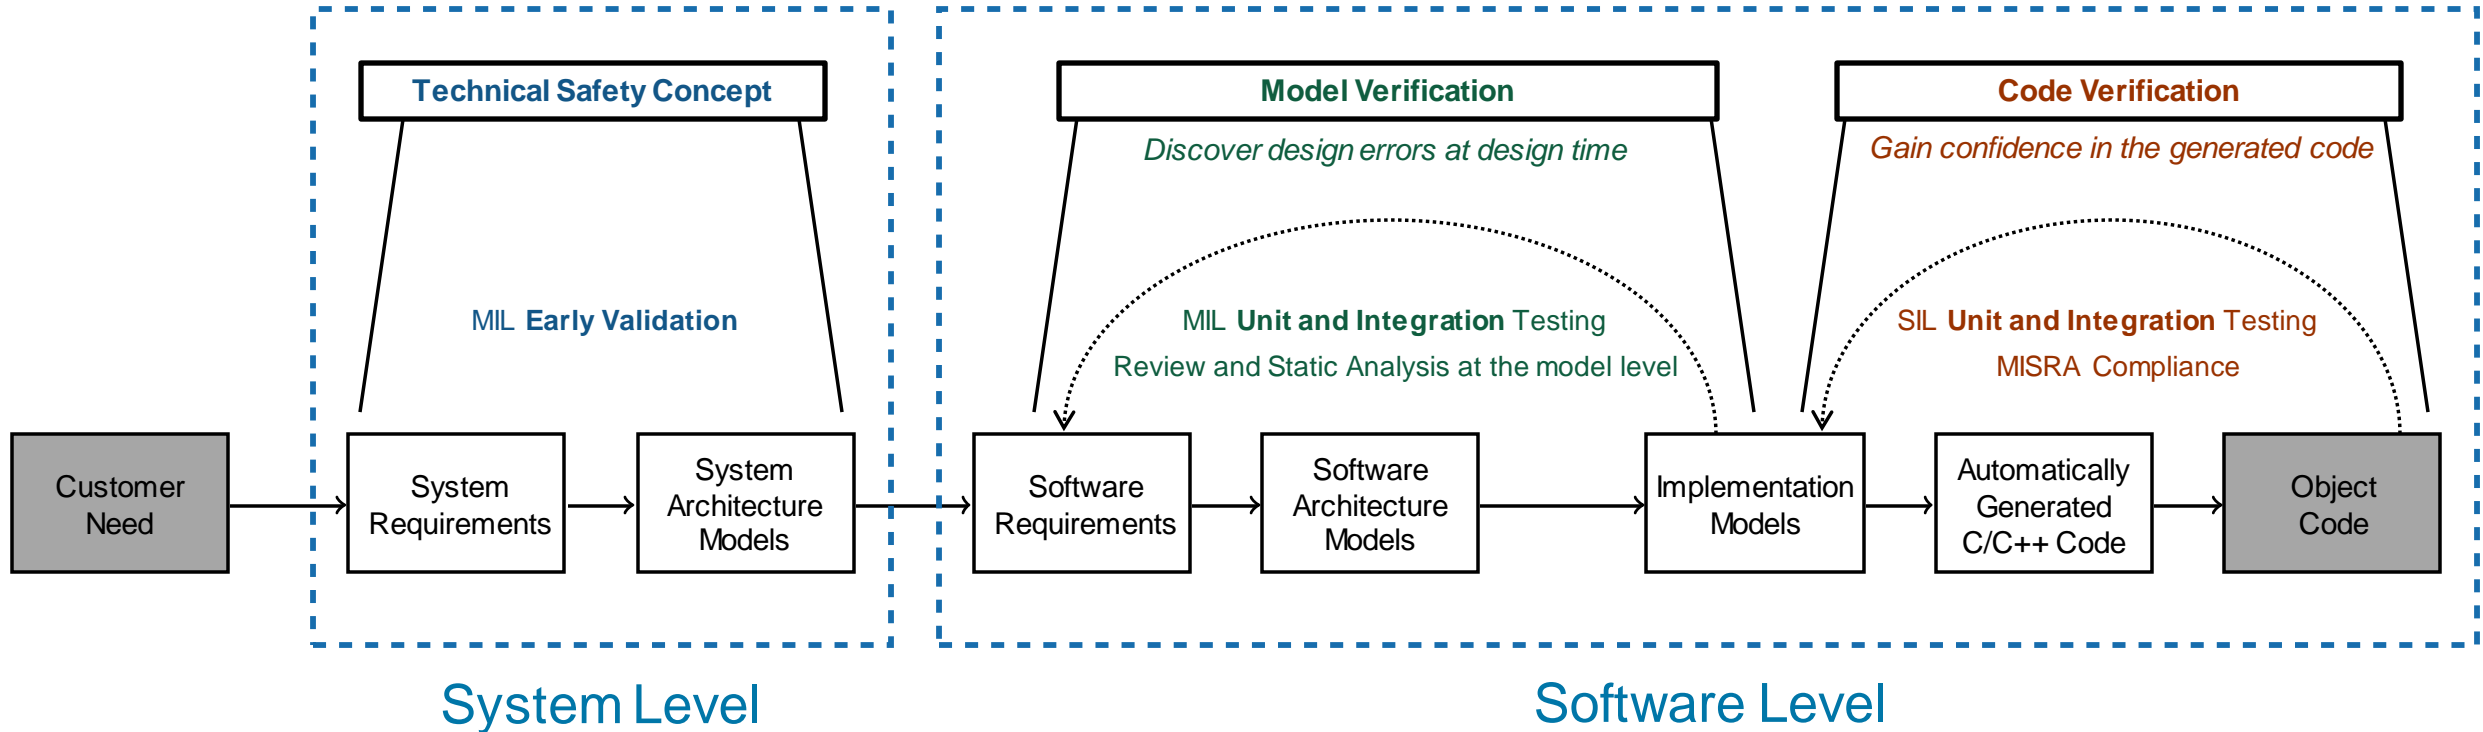 Technical Safety Concept
Model Verification
Code Verification
Discover design errors at design time
Gain confidence in the generated code
MIL Early Validation
MIL Unit and Integration Testing
Review and Static Analysis at the model level
SIL Unit and Integration Testing
MISRA Compliance
Customer
Need
System
Requirements
System
Architecture
Models
Software
Requirements
Software
Architecture
Models
Implementation
Models
Automatically
Generated
C/C++ Code
Object
Code
System Level
Software Level